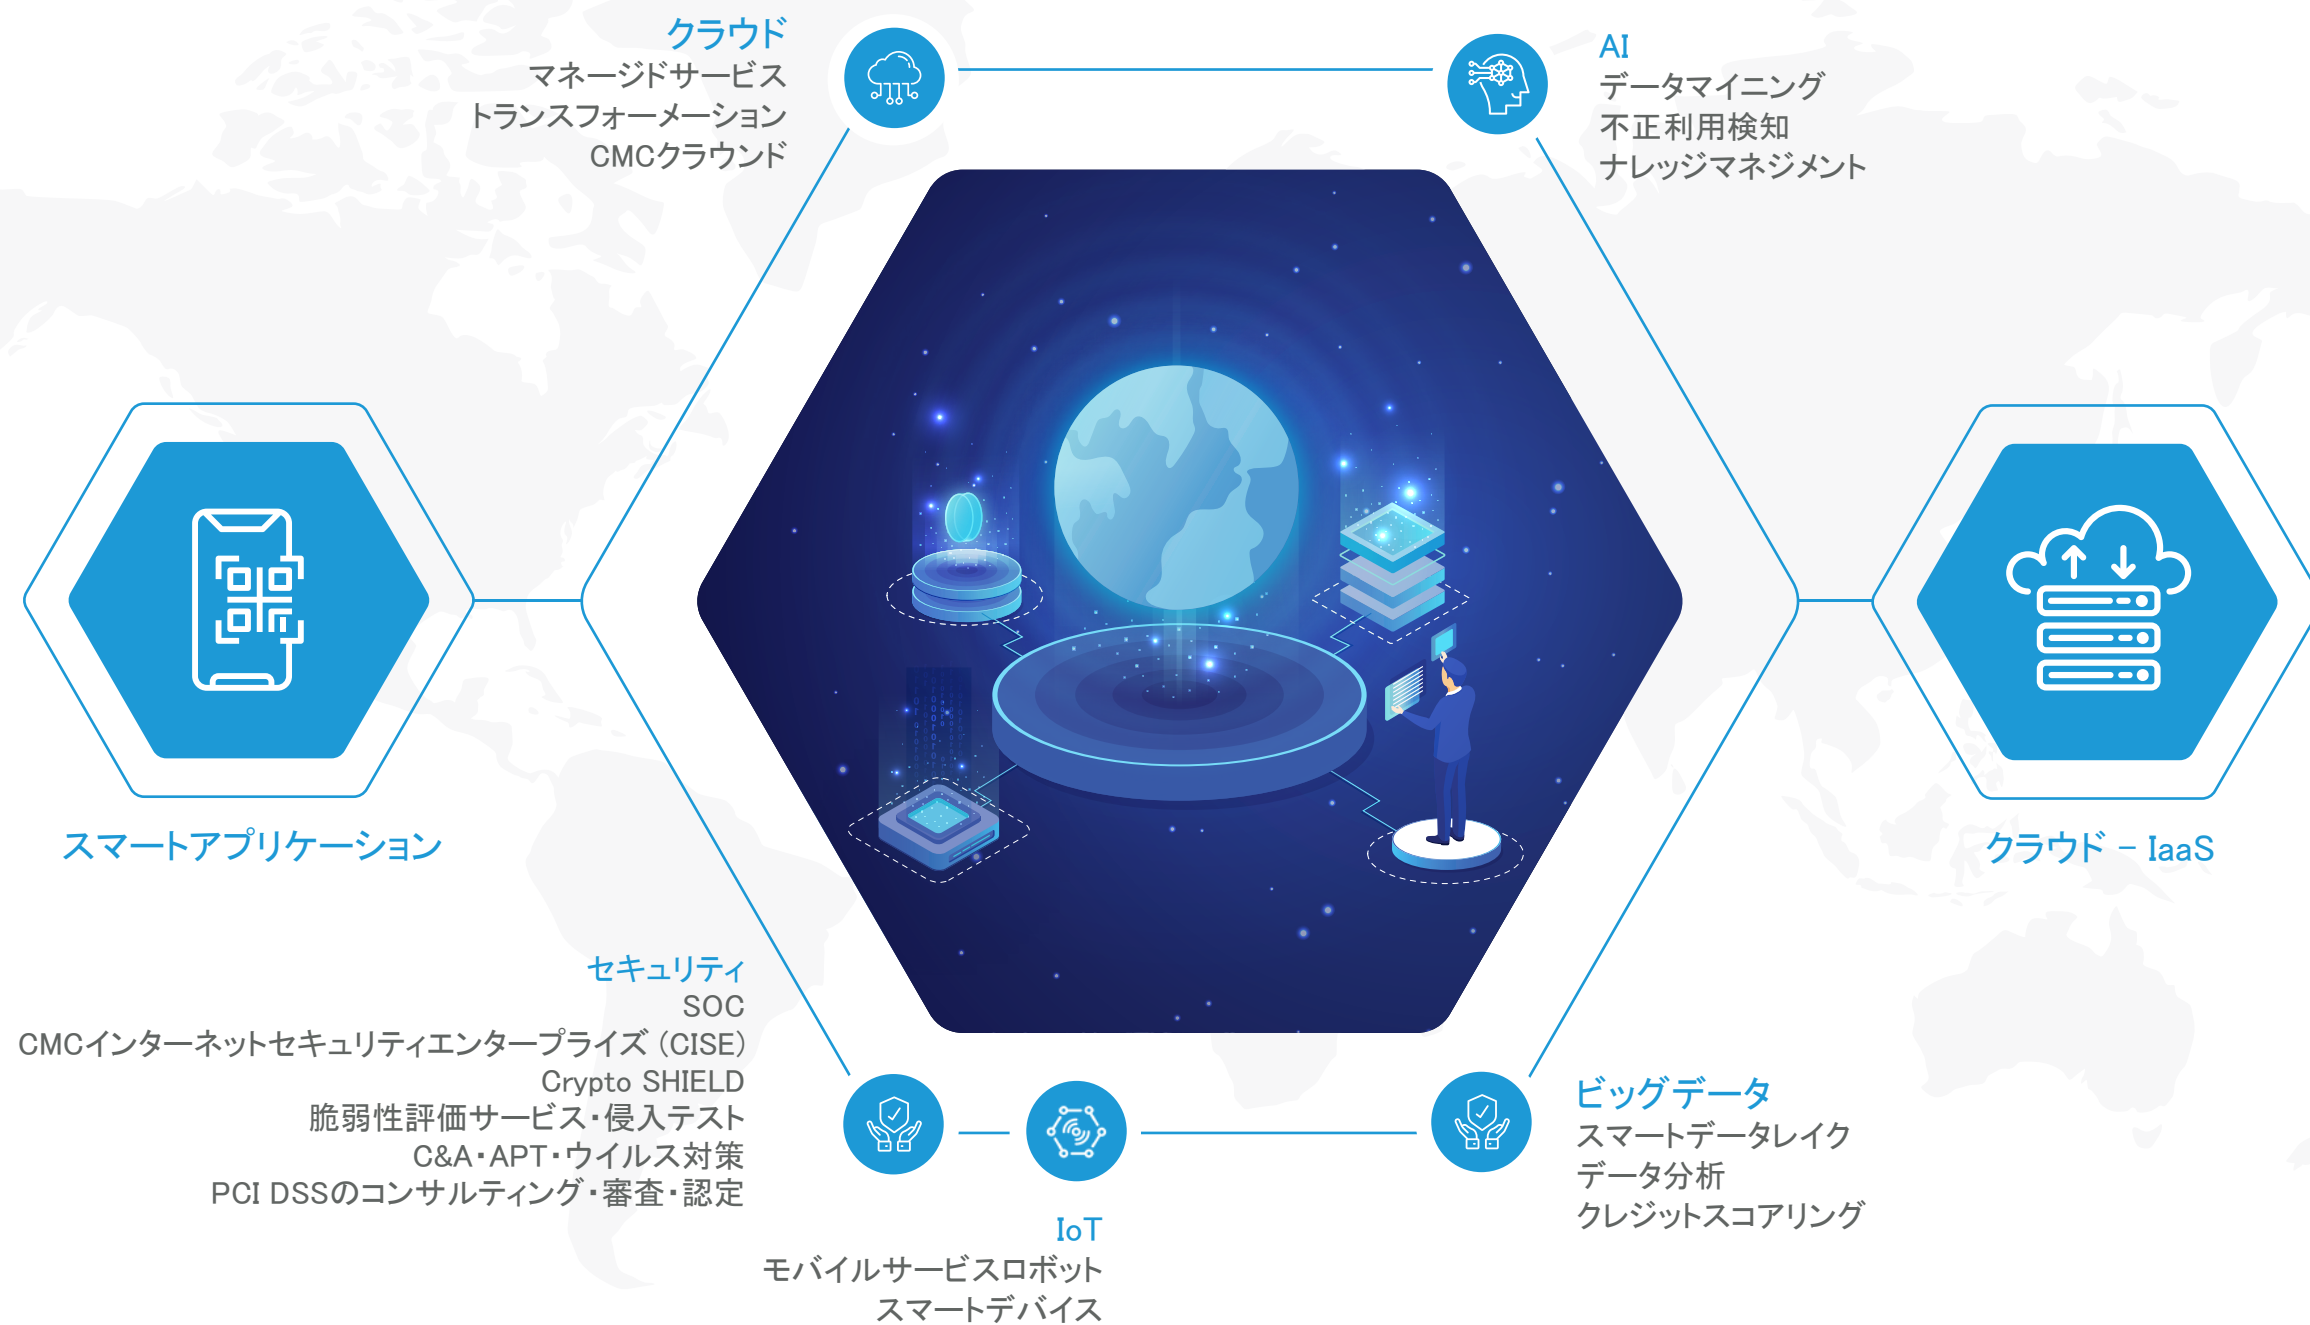 クラウド
マネージドサービス
トランスフォーメーション
CMCクラウンド
AI
データマイニング
不正利用検知
ナレッジマネジメント
スマートアプリケーション
クラウド － IaaS
セキュリティ
SOC
CMCインターネットセキュリティエンタープライズ（CISE）
Crypto SHIELD
脆弱性評価サービス・侵入テスト
C&A・APT・ウイルス対策
PCI DSSのコンサルティング・審査・認定
IoT
モバイルサービスロボット
スマートデバイス
ビッグデータ
スマートデータレイク
データ分析
クレジットスコアリング